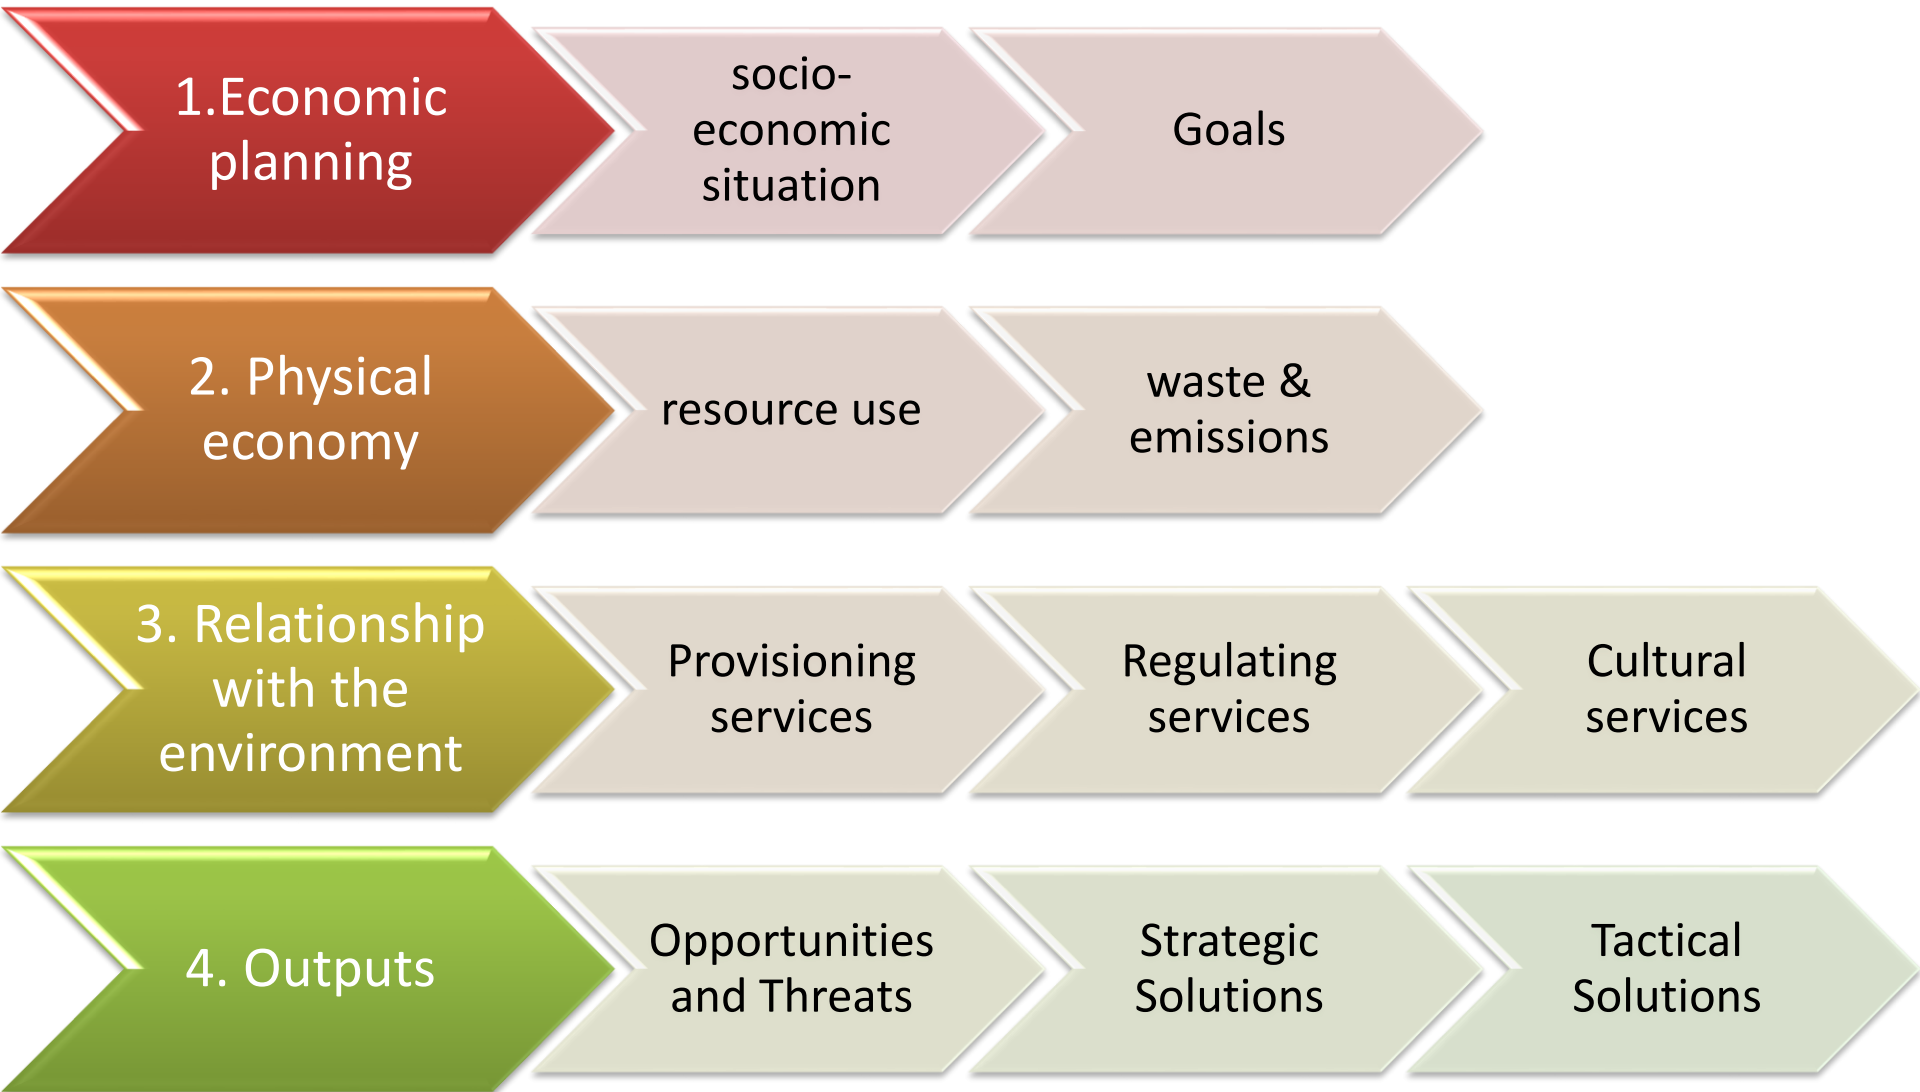 1.Economic
planning
socio-
economic
situation
Goals
2. Physical
economy
resource use
waste &
emissions
3. Relationship
with the
environment
Provisioning
services
Regulating
services
Cultural
services
4. Outputs
Opportunities
and Threats
Strategic
Solutions
Tactical
Solutions